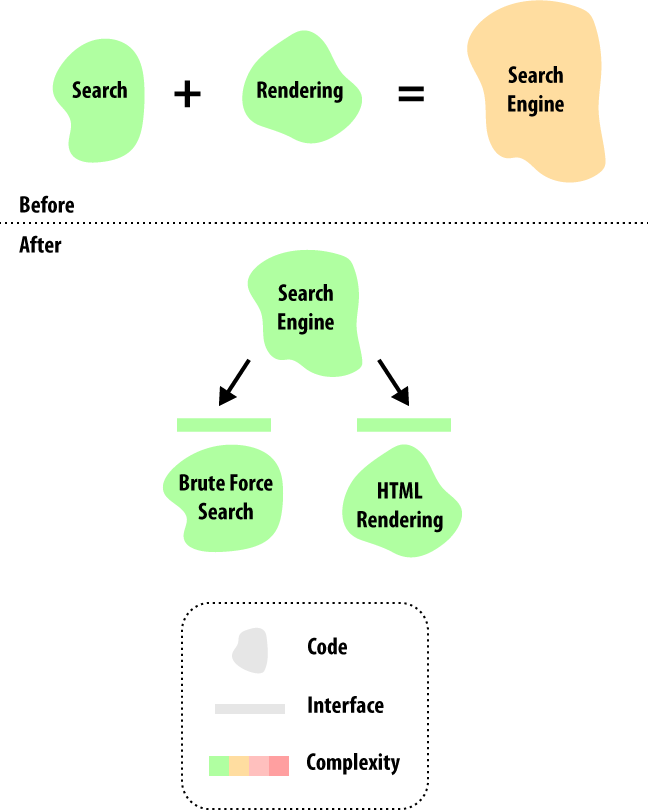 Search
+
Rendering
=
Search
Engine
Before
After
Search
Engine
Brute Force
Search
HTML
Rendering
Code
Interface
Complexity